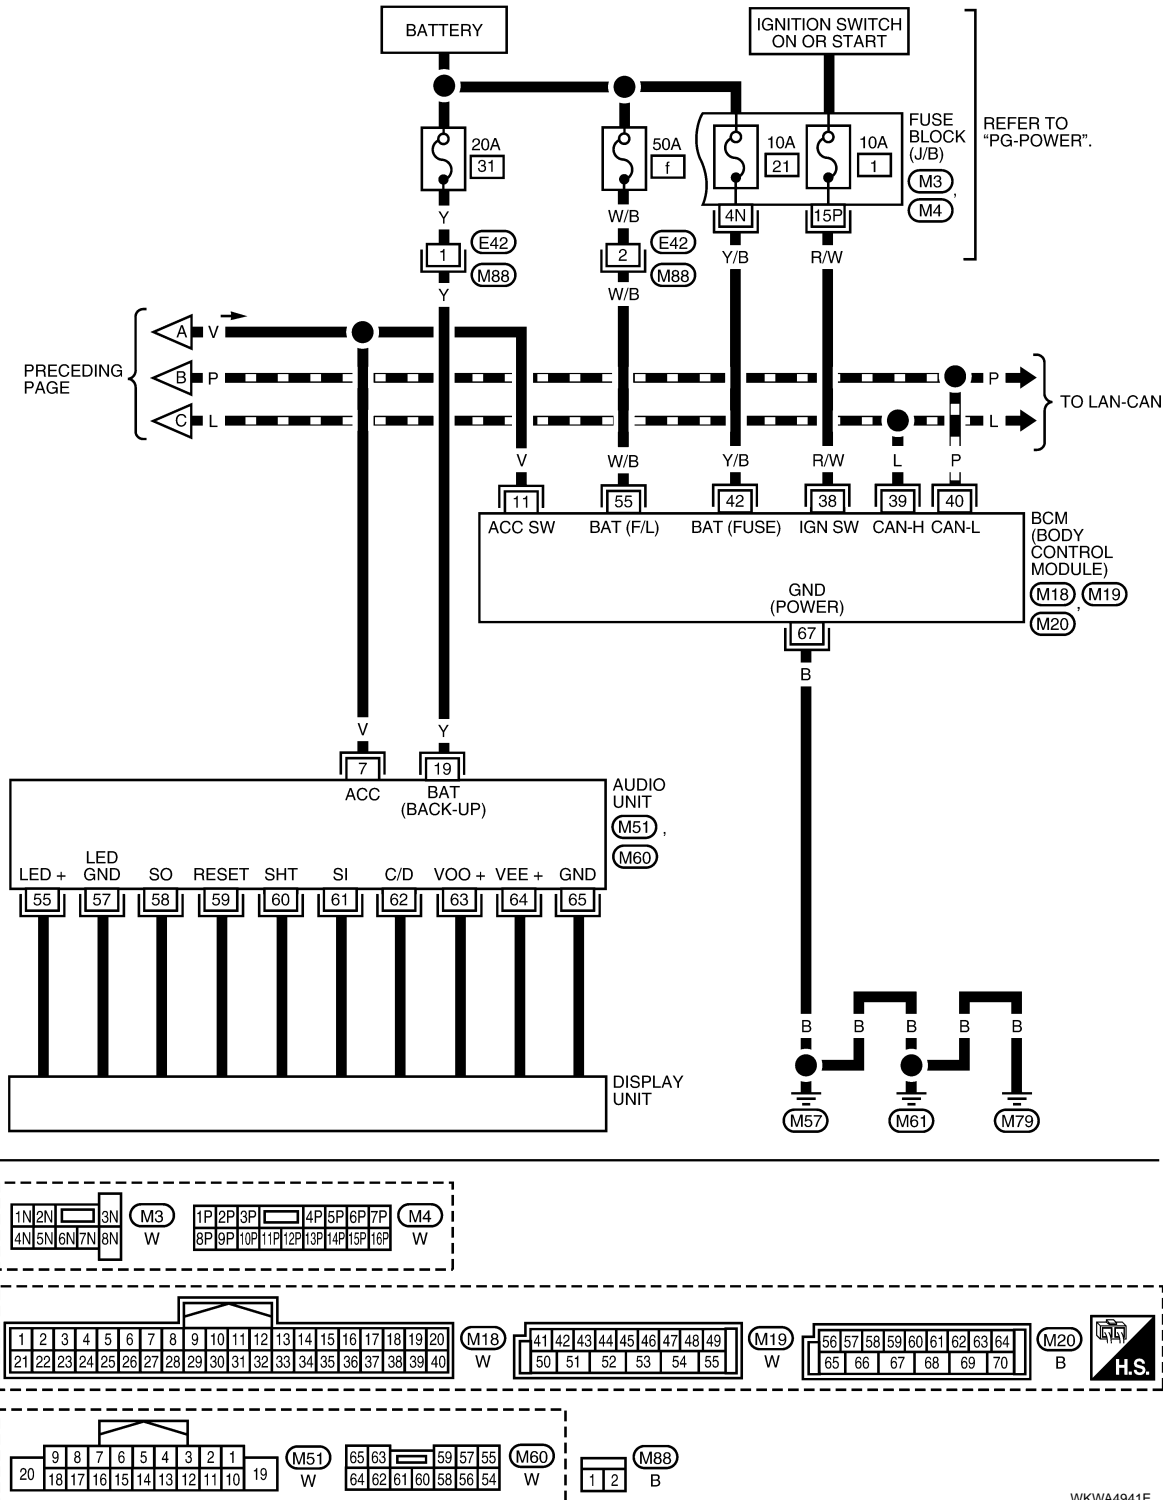 BATTERY
IGNITION SWITCH
ON OR START
20A
31
50A
f
10A
21
10A
1
FUSE
BLOCK
(J/B)
M3
,
M4
REFER TO
“PG-POWER”.
4N
15P
Y
W/B
Y/B
R/W
1
E42
M88
2
E42
M88
Y
W/B
PRECEDING
PAGE
A
V
B
P
C
L
P
L
TO LAN-CAN
V
W/B
Y/B
R/W
L
P
11
55
42
38
39
40
ACC SW
BAT (F/L)
BAT (FUSE)
IGN SW
CAN-H
CAN-L
BCM
(BODY
CONTROL
MODULE)
M18 , M19
M20
GND
(POWER)
67
B
V
Y
7
19
ACC
BAT
(BACK-UP)
AUDIO
UNIT
M51 ,
M60
LED +
LED
GND
SO
RESET
SHT
SI
C/D
VOO +
VEE +
GND
55
57
58
59
60
61
62
63
64
65
B
B
B
B
B
DISPLAY
UNIT
M57
M61
M79
1N 2N 3N
4N 5N 6N 7N 8N
M3
W
1P 2P 3P 4P 5P 6P 7P
8P 9P 10P 11P 12P 13P 14P 15P 16P
M4
W
1 2 3 4 5 6 7 8 9 10 11 12 13 14 15 16 17 18 19 20
21 22 23 24 25 26 27 28 29 30 31 32 33 34 35 36 37 38 39 40
M18
W
41 42 43 44 45 46 47 48 49
50 51 52 53 54 55
M19
W
56 57 58 59 60 61 62 63 64
65 66 67 68 69 70
M20
B
H.S.
9 8 7 6 5 4 3 2 1
20 18 17 16 15 14 13 12 11 10 19
M51
W
65 63 59 57 55
64 62 61 60 58 56 54
M60
W
1 2
M88
B
WKWA4941E